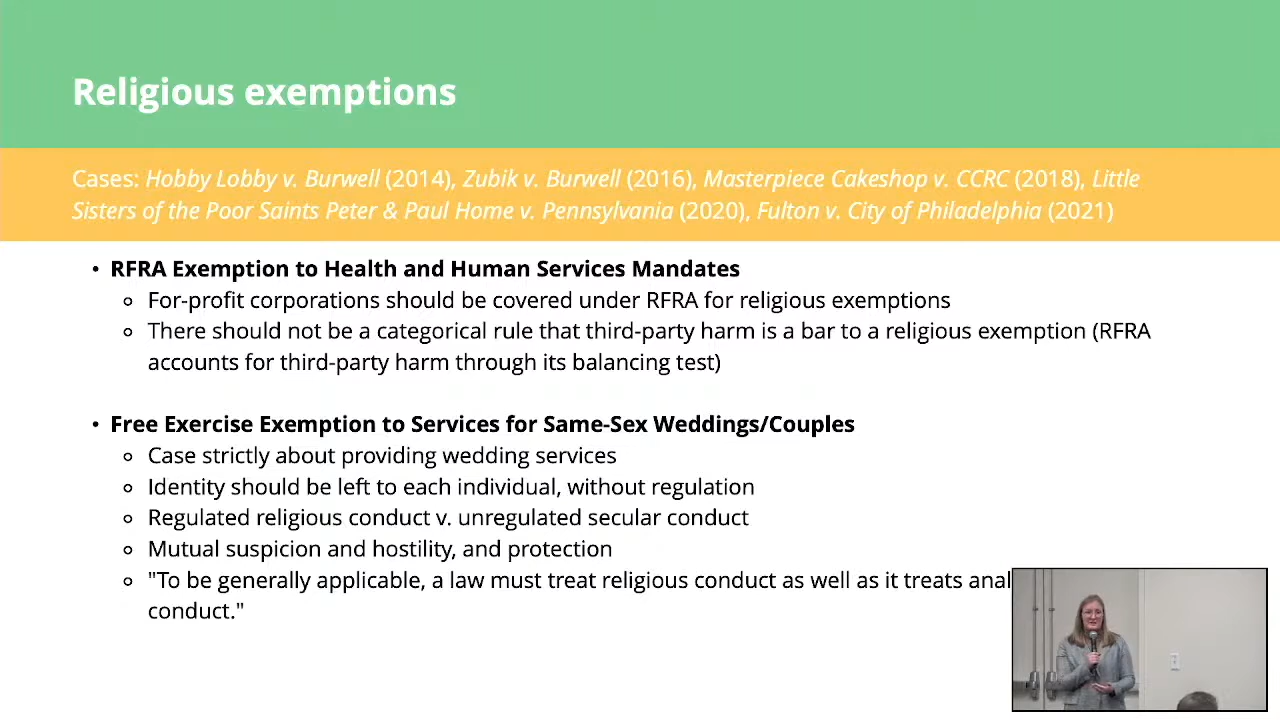 Religious exemptions
Cases: Hobby Lobby v. Burwell (2014), Zubik v. Burwell (2016), Masterpiece Cakeshop v. CCRC (2018), Little
Sisters of the Poor Saints Peter & Paul Home v. Pennsylvania (2020), Fulton v. City of Philadelphia (2021)
• RFRA Exemption to Health and Human Services Mandates
○ For-profit corporations should be covered under RFRA for religious exemptions
○ There should not be a categorical rule that third-party harm is a bar to a religious exemption (RFRA
accounts for third-party harm through its balancing test)
• Free Exercise Exemption to Services for Same-Sex Weddings/Couples
○ Case strictly about providing wedding services
○ Identity should be left to each individual, without regulation
○ Regulated religious conduct v. unregulated secular conduct
○ Mutual suspicion and hostility, and protection
○ "To be generally applicable, a law must treat religious conduct as well as it treats
conduct."